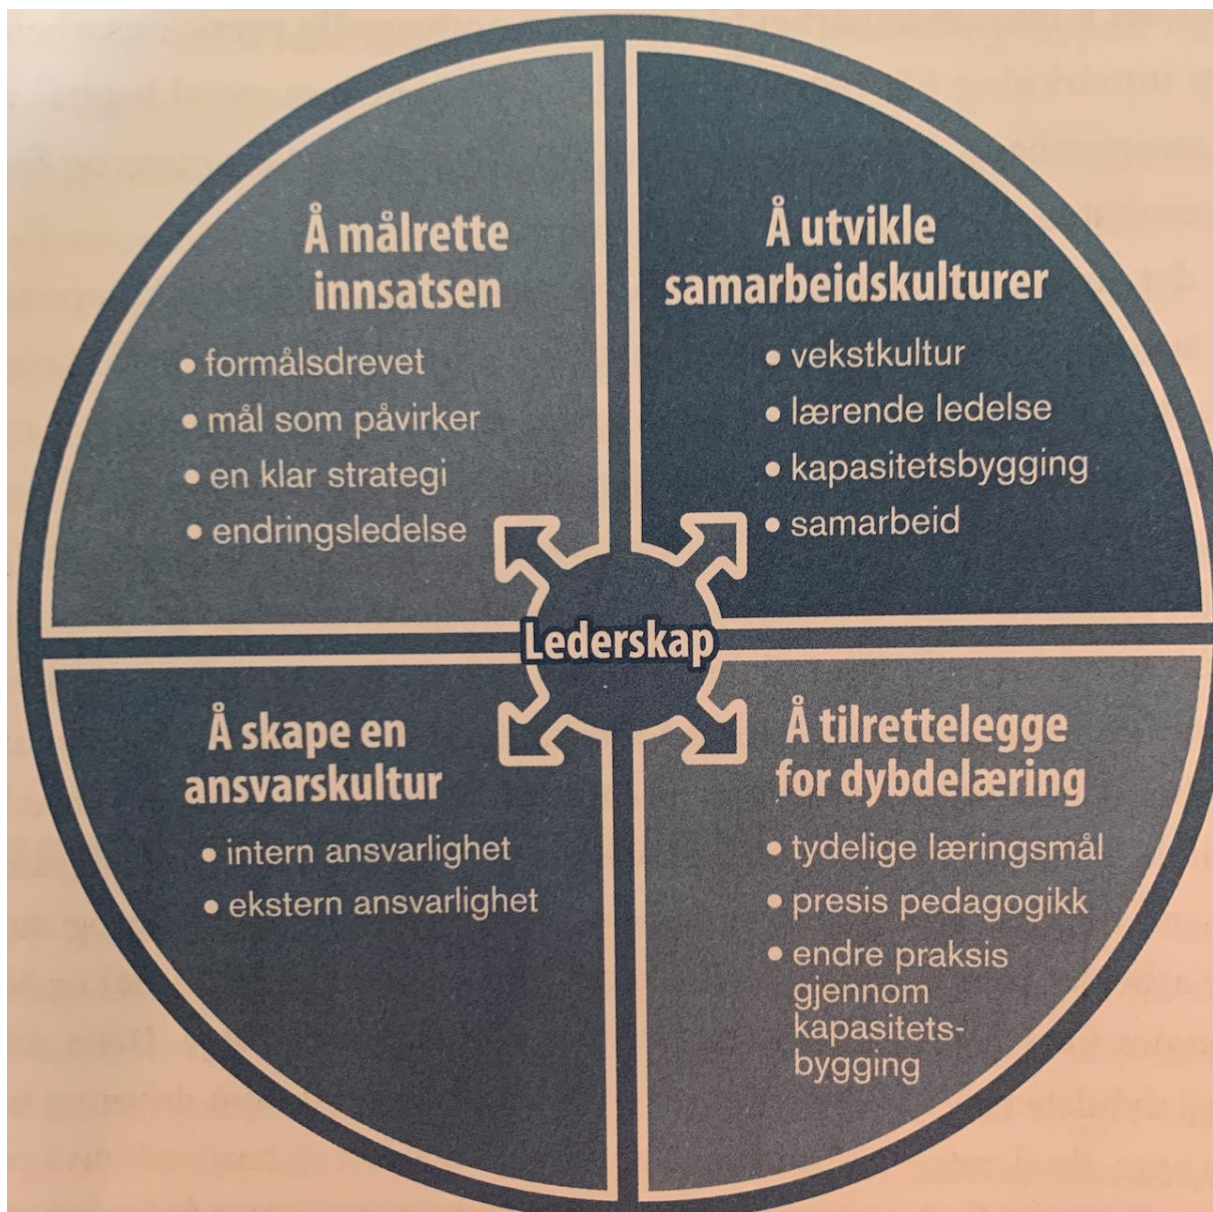 Å målrette
innsatsen
• formålsdrevet
• mål som påvirker
• en klar strategi
• endringsledelse
Å utvikle
samarbeidskulturer
• vekstkultur
• lærende ledelse
• kapasitetsbygging
• samarbeid
Lederskap
Å skape en
ansvarskultur
• intern ansvarlighet
• ekstern ansvarlighet
Å tilrettelegge
for dybdelæring
• tydelige læringsmål
• presis pedagogikk
• endre praksis
gjennom
kapasitets-
bygging